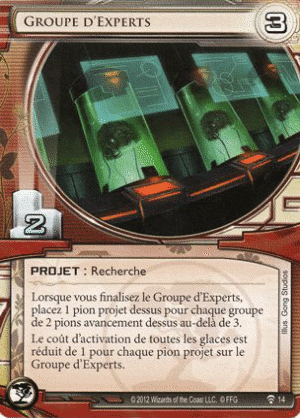 GROUPE D'EXPERTS
3
2
PROJET : Recherche
Lorsque vous finalisez le Groupe d'Experts,
placez 1 pion projet dessus pour chaque groupe
de 2 pions avancement dessus au-delà de 3.
Le coût d'activation de toutes les glaces est
réduit de 1 pour chaque pion projet sur le
Groupe d'Experts.
Illus. Gong Studios
©2012 Wizards of the Coast LLC. © FFG
14